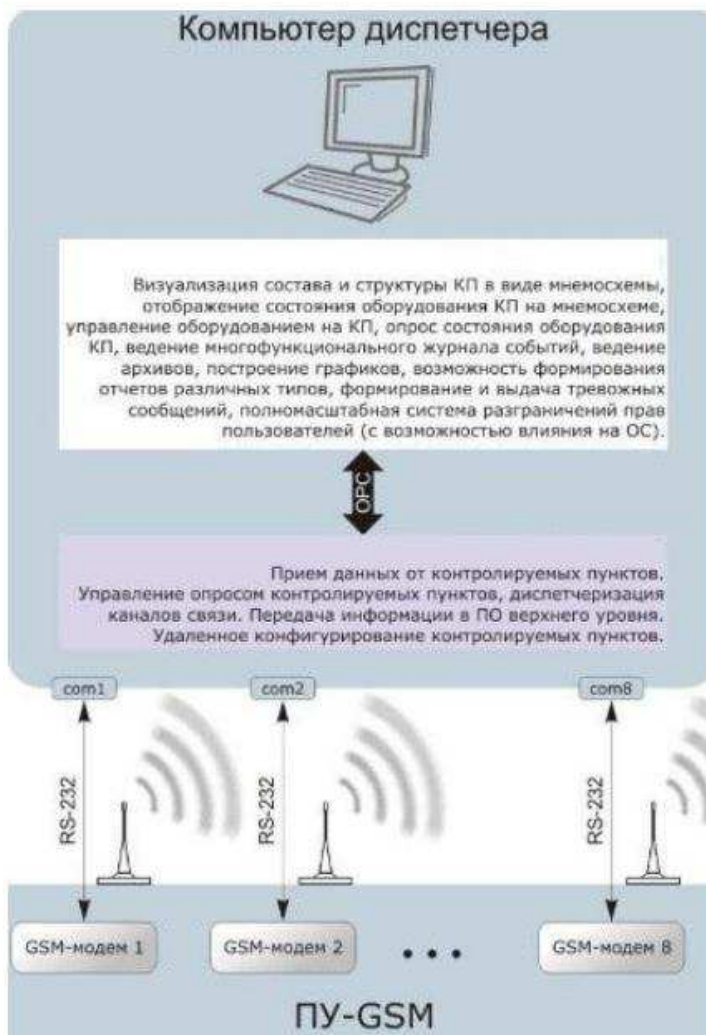 Компьютер диспетчера
Визуализация состава и структуры КП в виде мнемосхемы,
отображение состояния оборудования КП на мнемосхеме,
управление оборудованием на КП, опрос состояния оборудования
КП, ведение многофункционального журнала событий, ведение
архивов, построение графиков, возможность формирования
отчетов различных типов, формирование и выдача тревожных
сообщений, полномасштабная система разграничений прав
пользователей (с возможностью влияния на ОС).
OPC
Прием данных от контролируемых пунктов.
Управление опросом контролируемых пунктов, диспетчеризация
каналов связи. Передача информации в ПО верхнего уровня.
Удаленное конфигурирование контролируемых пунктов.
com1
com2
com8
RS-232
RS-232
RS-232
GSM-модем 1
GSM-модем 2
...
GSM-модем 8
ПУ-GSM